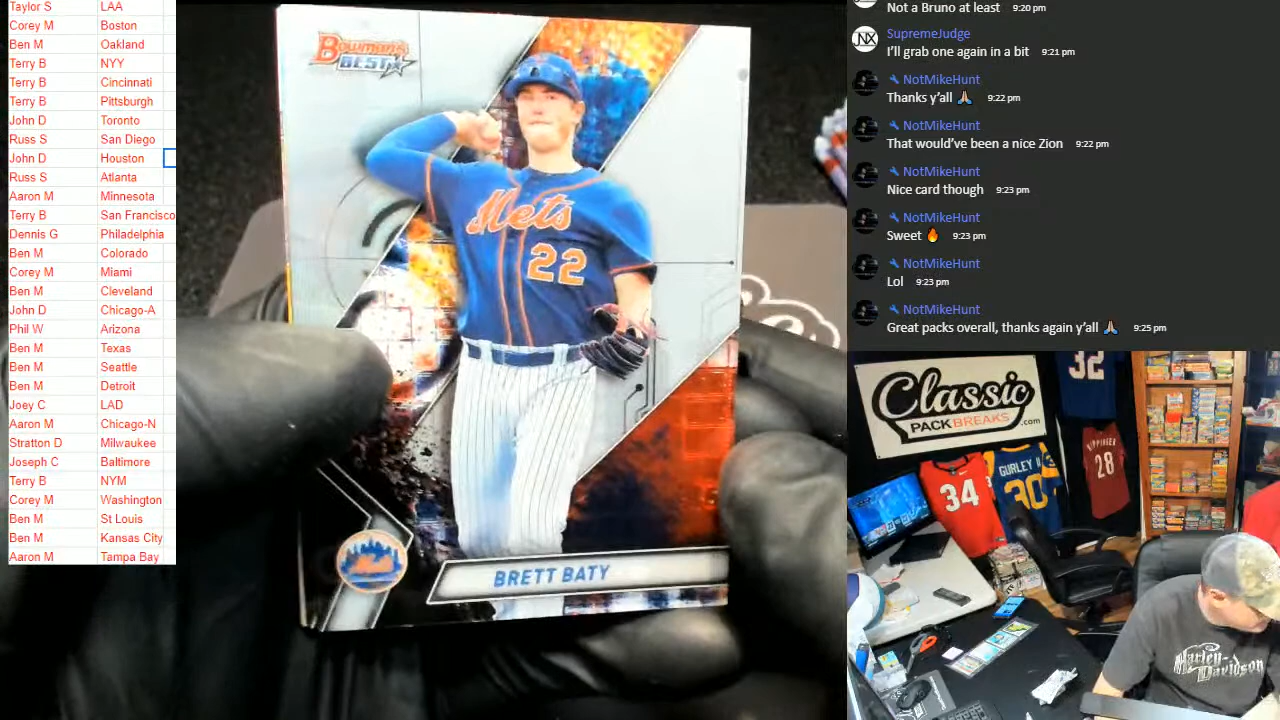 Taylor S LAA
Corey M Boston
Ben M Oakland
Terry B NYY
Terry B Cincinnati
Terry B Pittsburgh
John D Toronto
Russ S San Diego
John D Houston
Russ S Atlanta
Aaron M Minnesota
Terry B San Francisco
Dennis G Philadelphia
Ben M Colorado
Corey M Miami
Ben M Cleveland
John D Chicago-A
Phil W Arizona
Ben M Texas
Ben M Seattle
Ben M Detroit
Joey C LAD
Aaron M Chicago-N
Stratton D Milwaukee
Joseph C Baltimore
Terry B NYM
Corey M Washington
Ben M St Louis
Ben M Kansas City
Aaron M Tampa Bay
Bowman's
BEST
Mets
22
Mets
BRETT BATY
Not a Bruno at least 9:20 pm
NX
SupremeJudge
I'll grab one again in a bit 9:21 pm
NotMikeHunt
Thanks y'all 🙏 9:22 pm
NotMikeHunt
That would've been a nice Zion 9:22 pm
NotMikeHunt
Nice card though 9:23 pm
NotMikeHunt
Sweet 🔥 9:23 pm
NotMikeHunt
Lol 9:23 pm
NotMikeHunt
Great packs overall, thanks again y'all 🙏 9:25 pm
Classic
PACKBREAKS.com
32
34
GURLEY II
30
28
Harley-Davidson